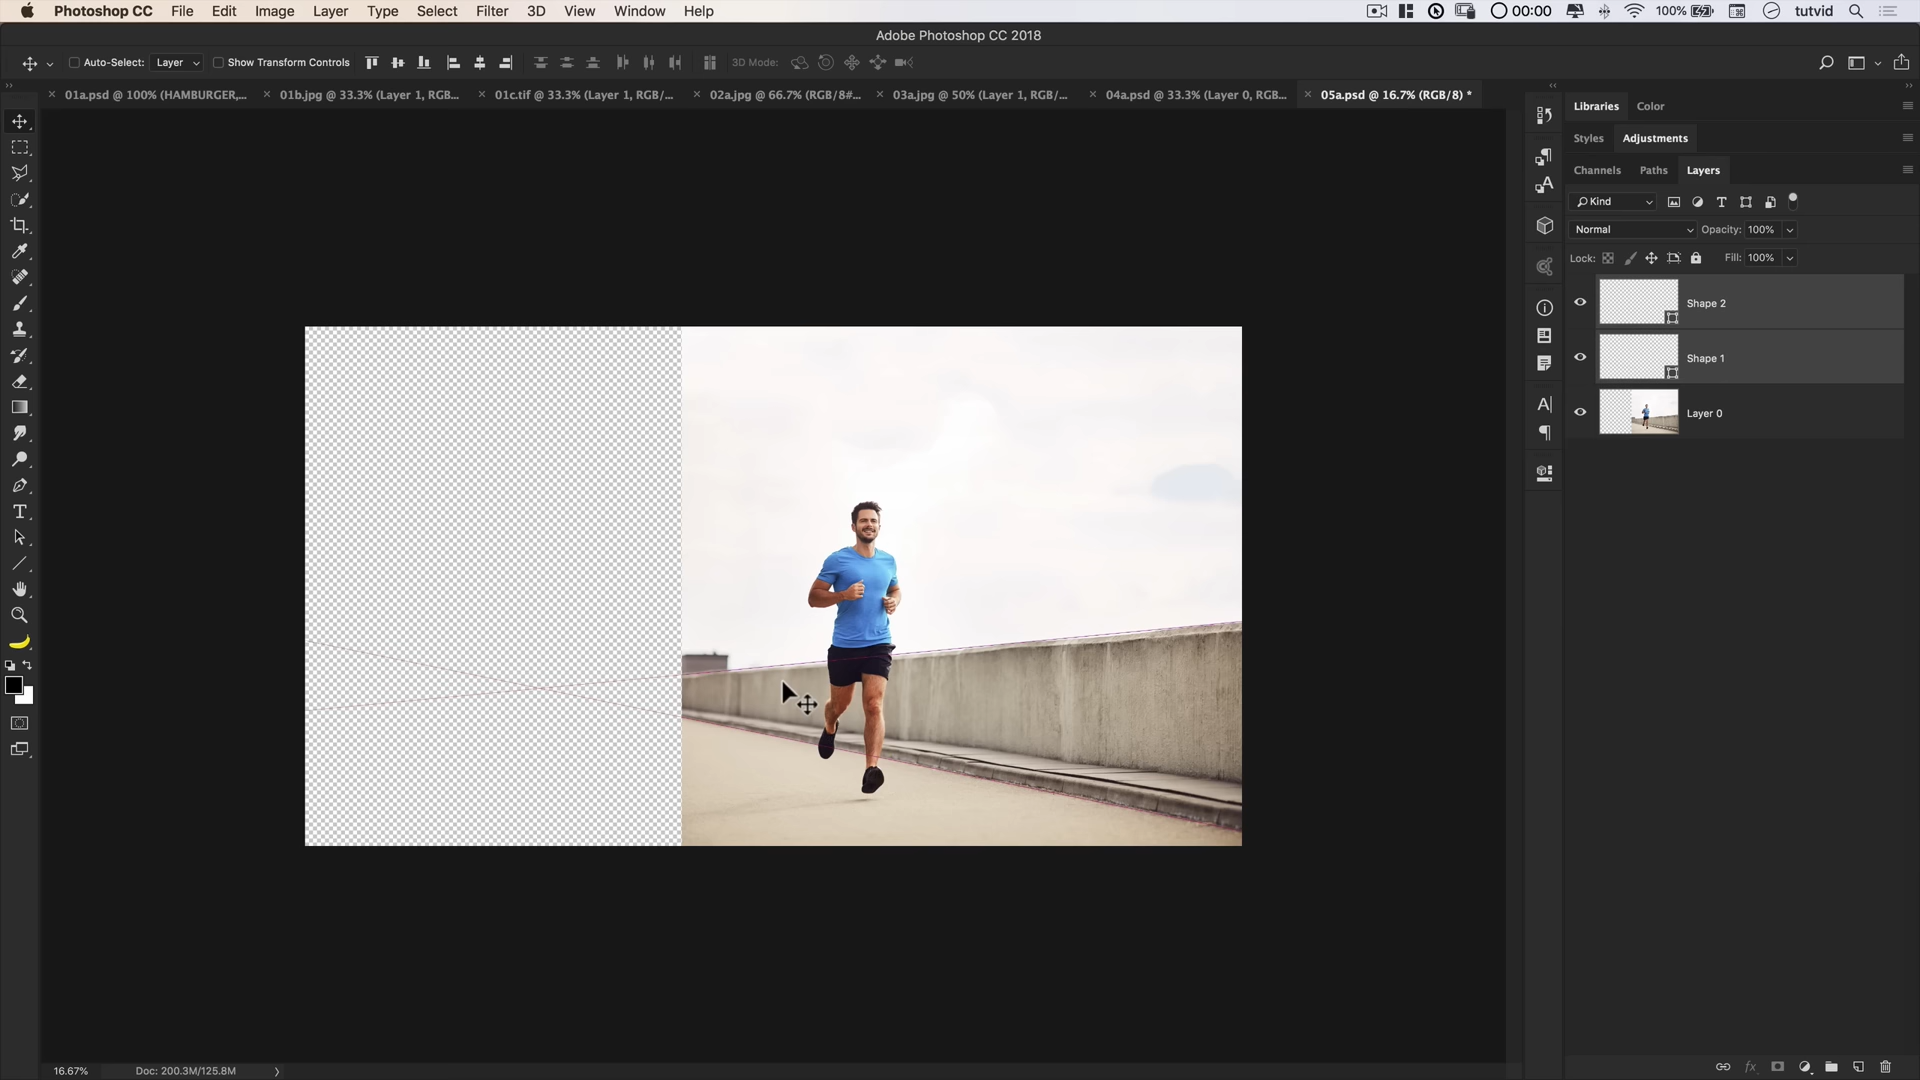 Photoshop CC File Edit Image Layer Type Select Filter 3D View Window Help 00:00 100% tutvid
Adobe Photoshop CC 2018
Auto-Select: Layer Show Transform Controls 3D Mode:
01a.psd @ 100% (HAMBURGER,... 01b.jpg @ 33.3% (Layer 1, RGB... 01c.tif @ 33.3% (Layer 1, RGB/... 02a.jpg @ 66.7% (RGB/8#... 03a.jpg @ 50% (Layer 1, RGB/... 04a.psd @ 33.3% (Layer 0, RGB... 05a.psd @ 16.7% (RGB/8) *
Libraries Color
Styles Adjustments
Channels Paths Layers
Kind
Normal Opacity: 100%
Lock: Fill: 100%
Shape 2
Shape 1
Layer 0
16.67% Doc: 200.3M/125.8M